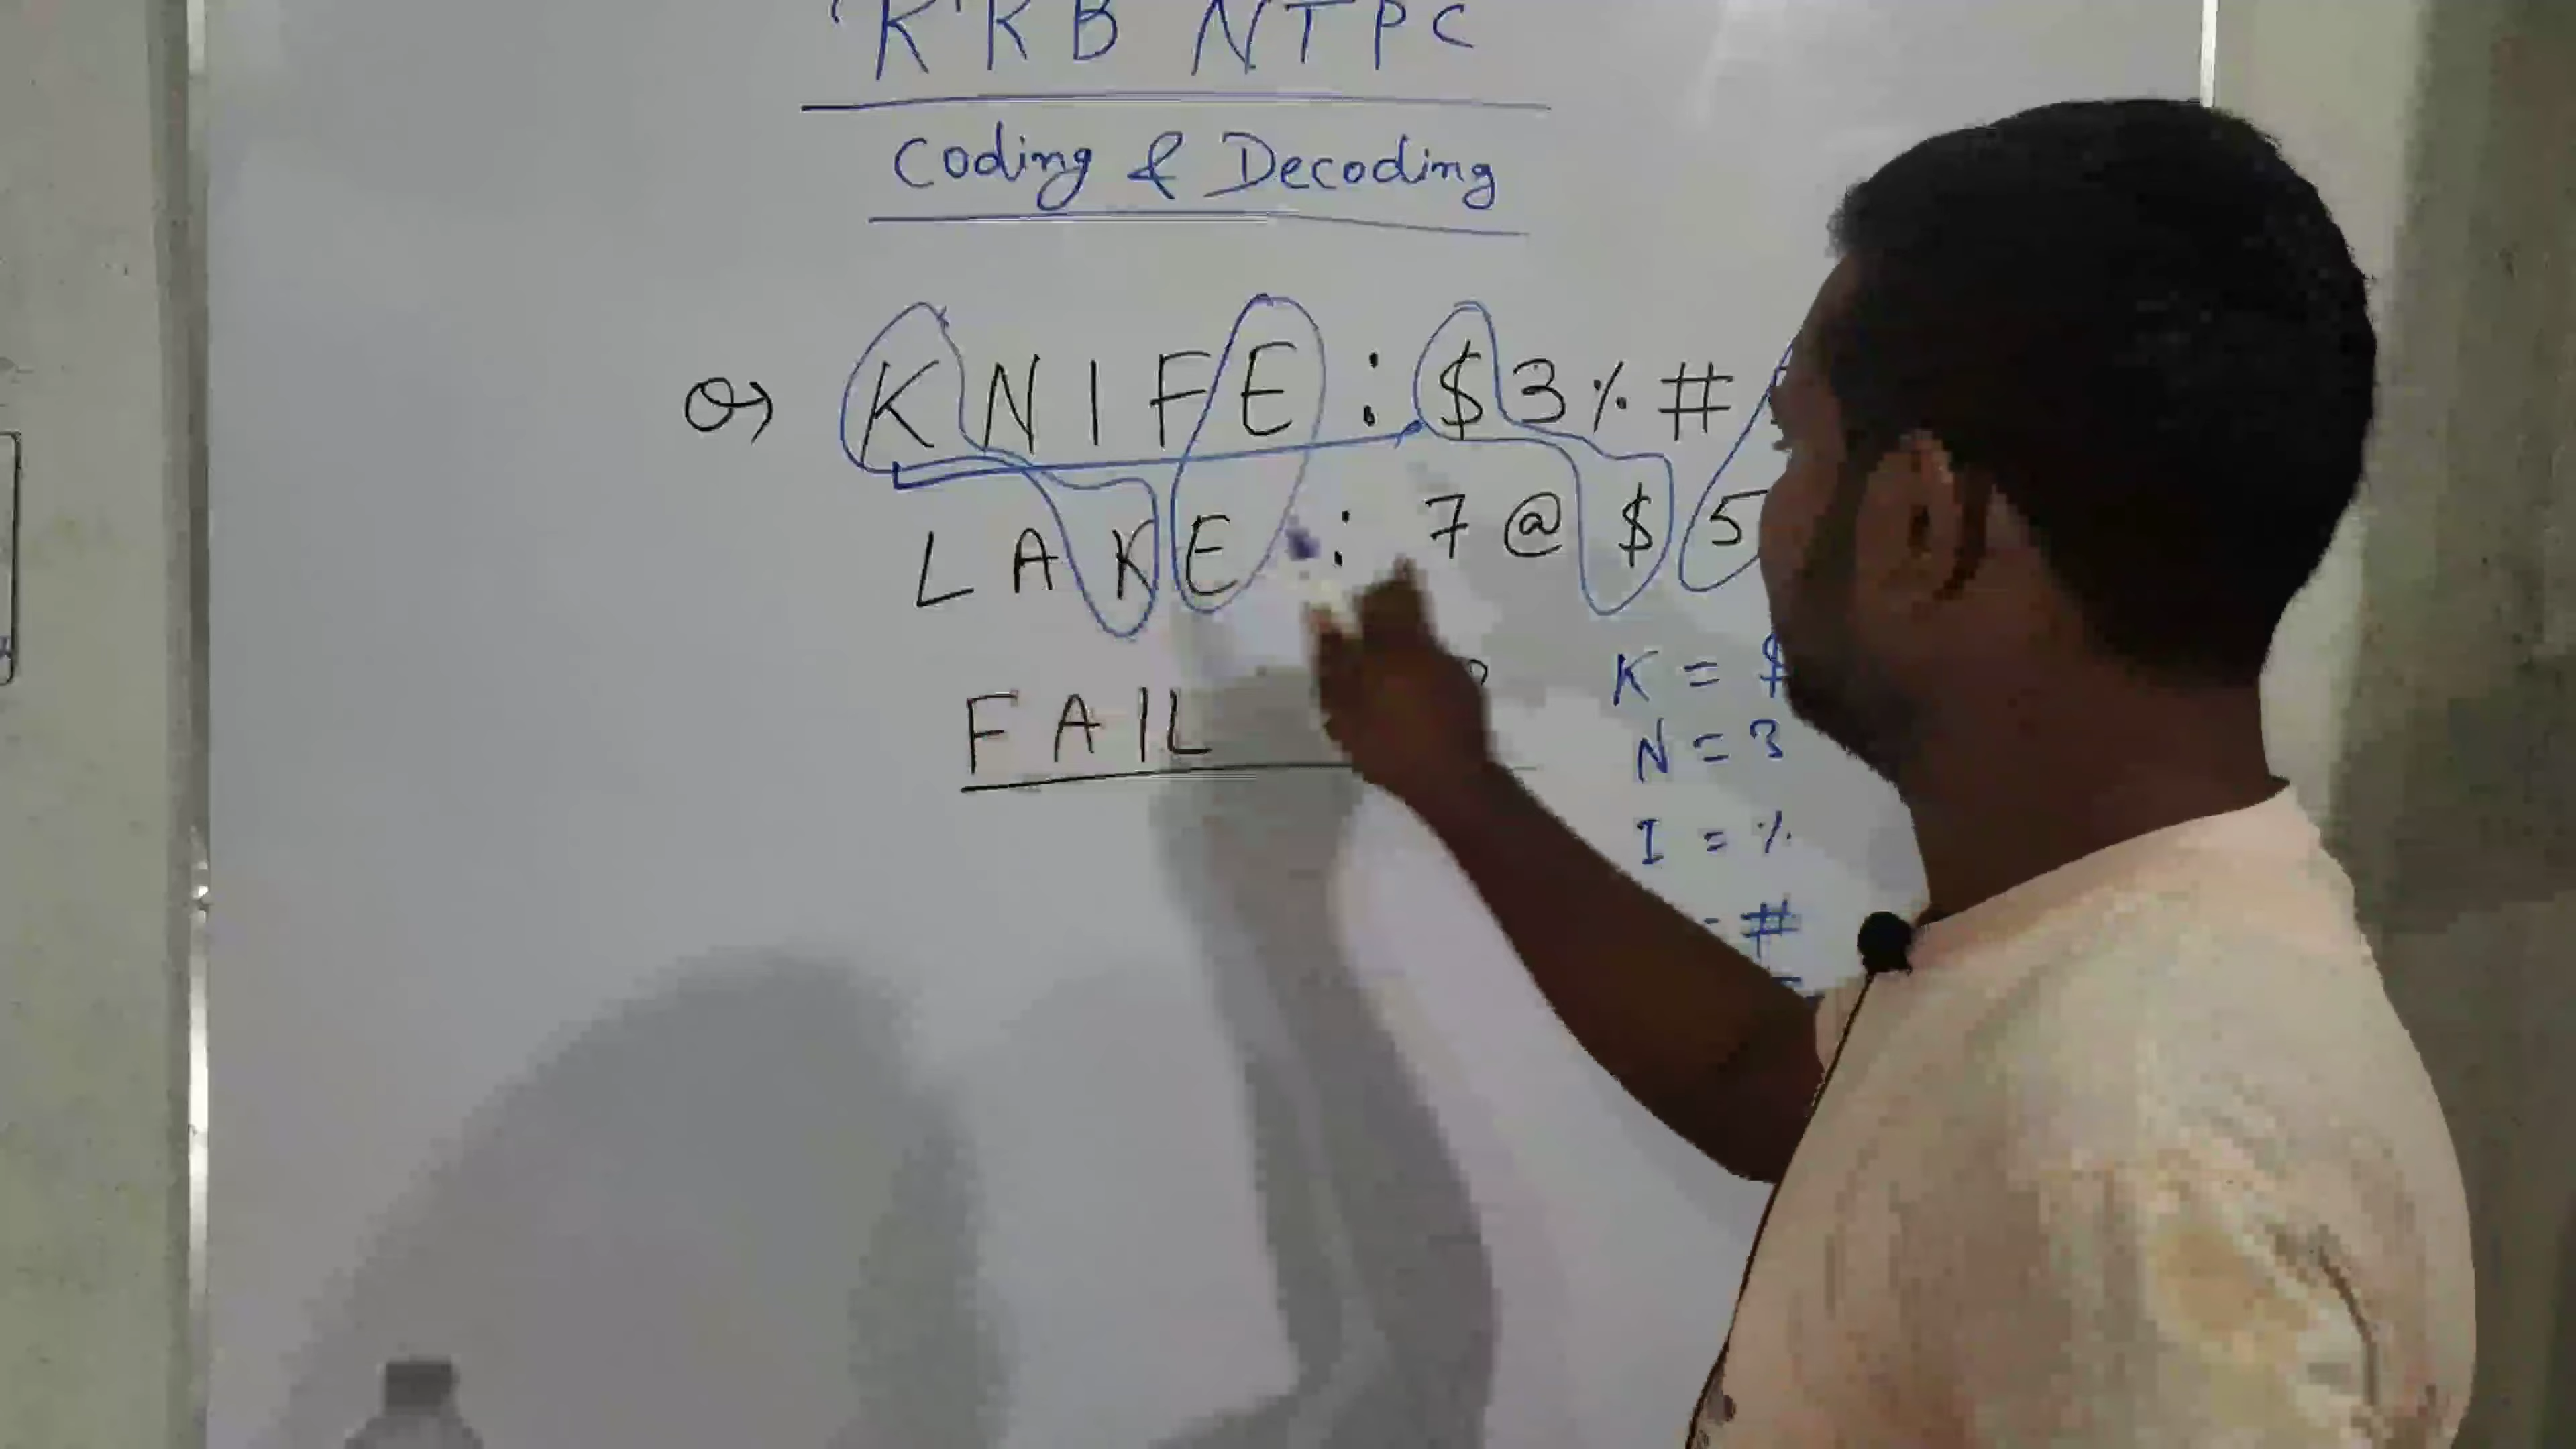 RRB NTPC
Coding & Decoding
Q) KNIFE : $3%#
LAKE : 7@$5
FAIL ?
K = $
N = 3
I = %
= #